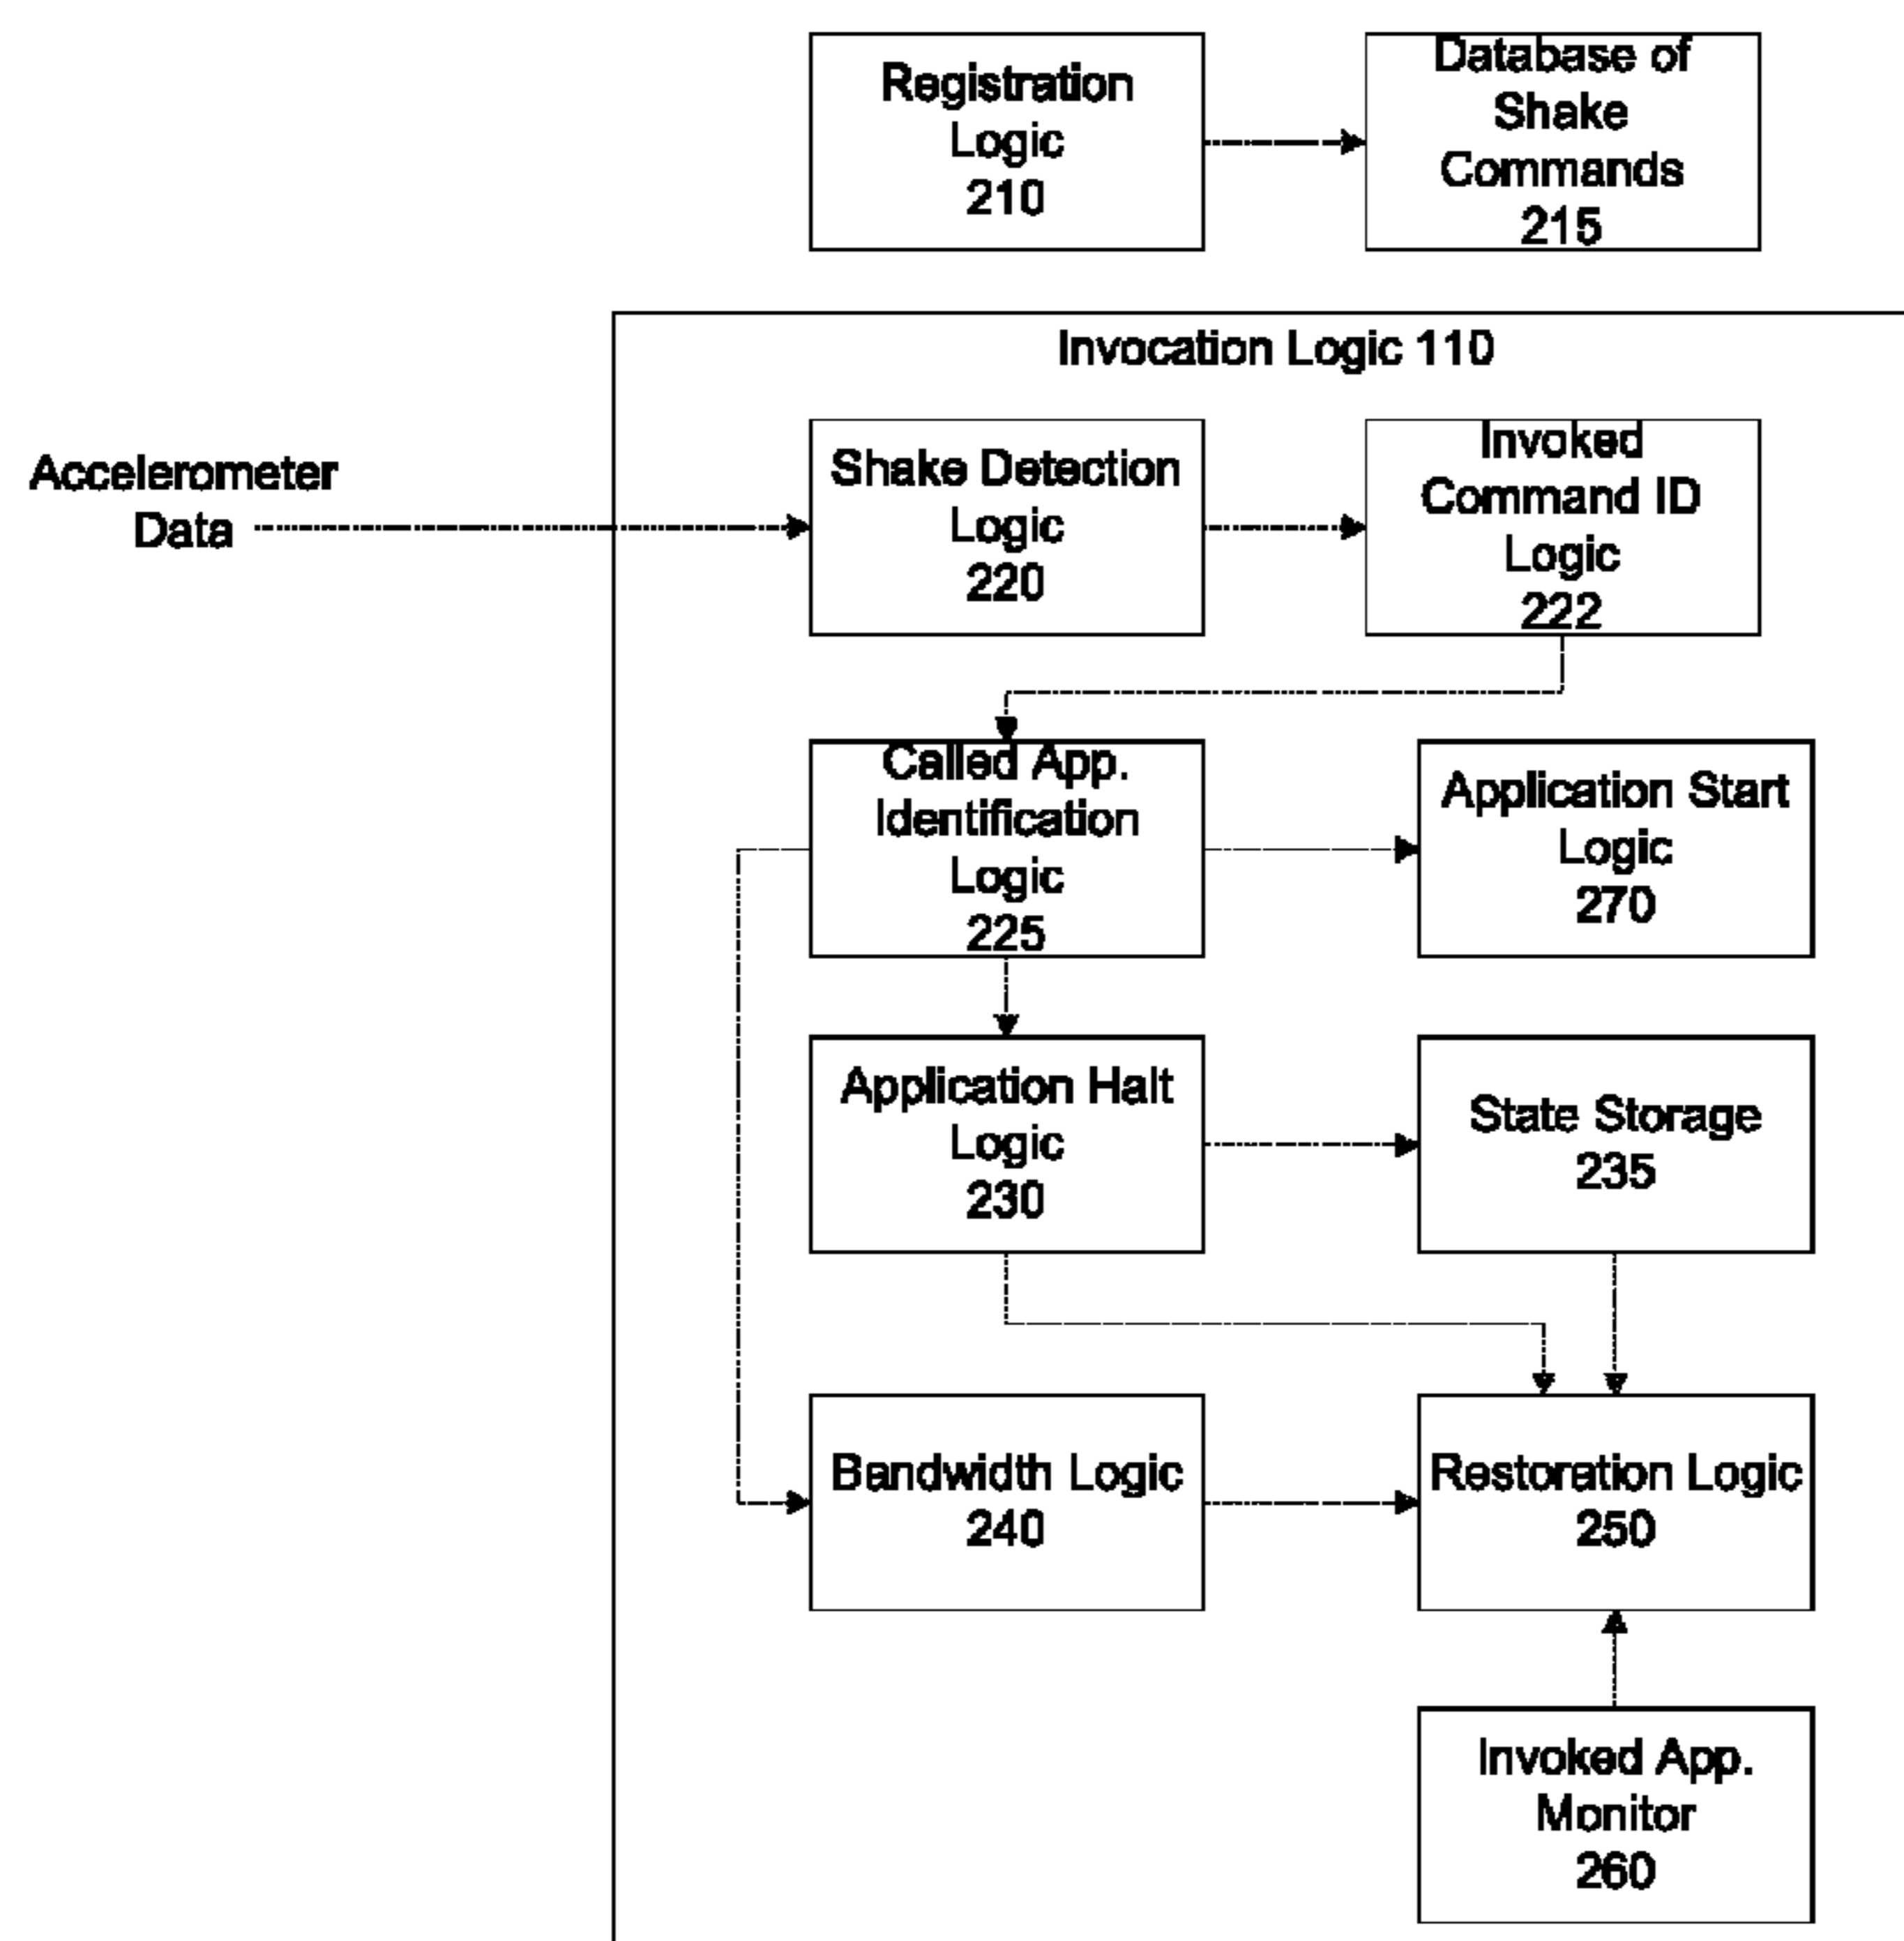 Registration
Logic
210
Database of
Shake
Commands
215
Invocation Logic 110
Accelerometer
Data
Shake Detection
Logic
220
Invoked
Command ID
Logic
222
Called App.
Identification
Logic
225
Application Start
Logic
270
Application Halt
Logic
230
State Storage
235
Bandwidth Logic
240
Restoration Logic
250
Invoked App.
Monitor
260